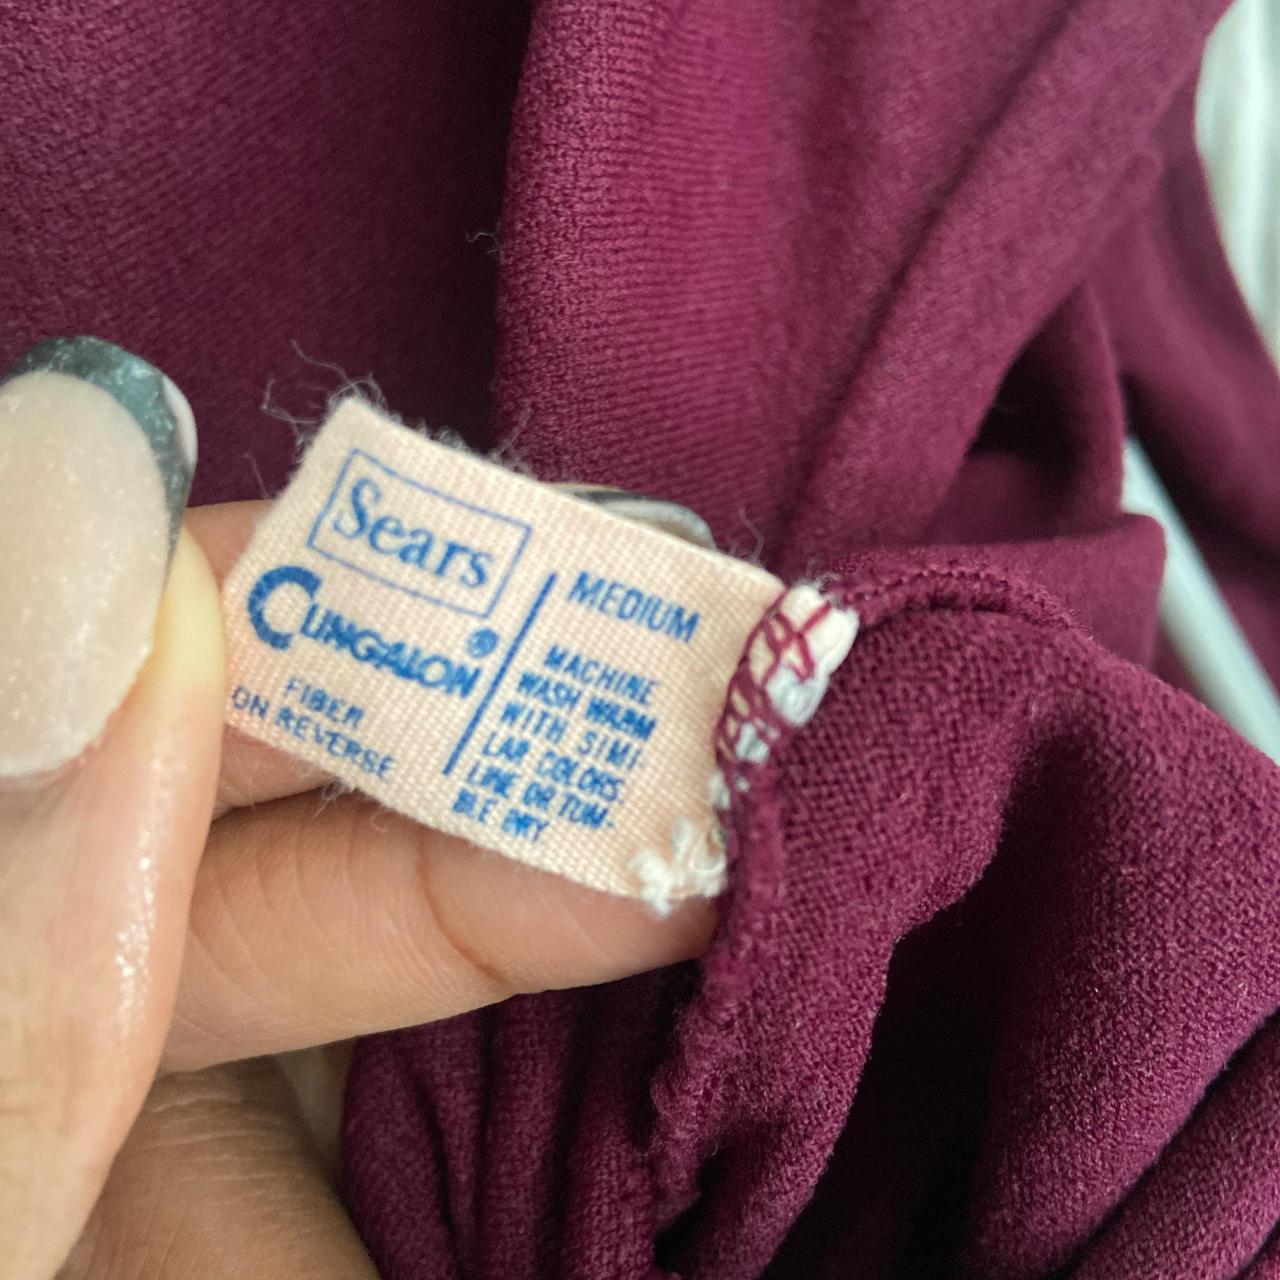 Sears
CLINGALON®
FIBER
ON REVERSE
MEDIUM
MACHINE
WASH WARM
WITH SIMI-
LAR COLORS.
LINE OR TUM-
BLE DRY